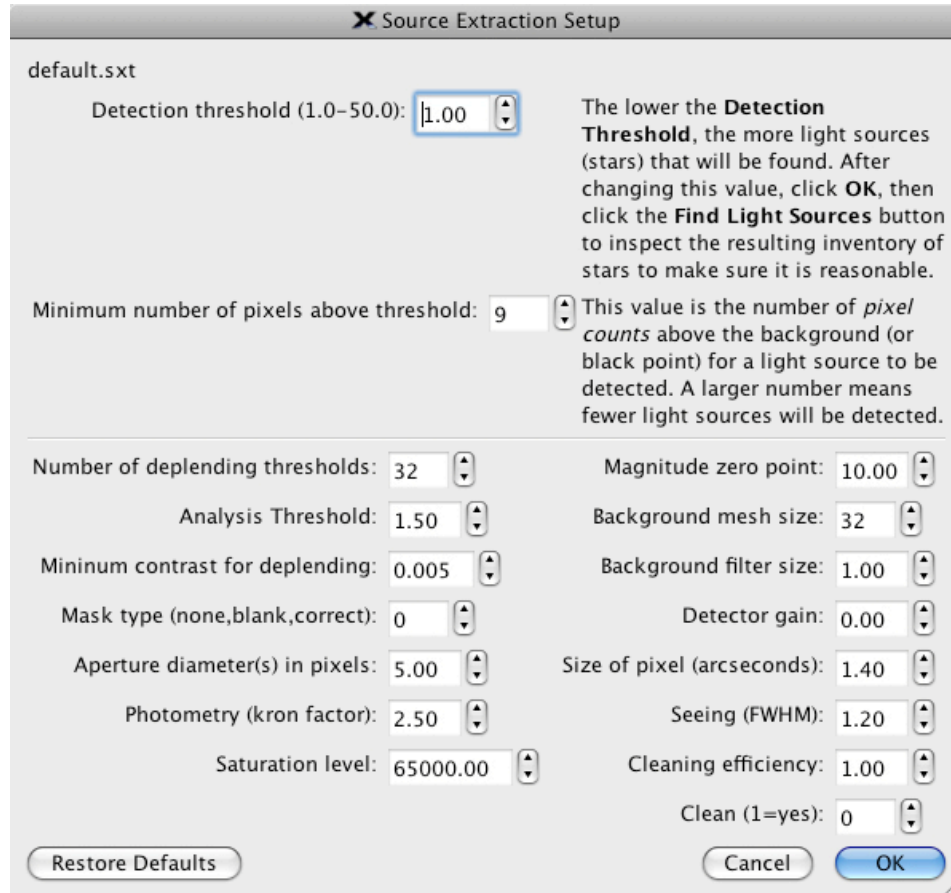 X Source Extraction Setup
default.sxt
Detection threshold (1.0-50.0): 1.00
The lower the Detection
Threshold, the more light sources
(stars) that will be found. After
changing this value, click OK, then
click the Find Light Sources button
to inspect the resulting inventory of
stars to make sure it is reasonable.
Minimum number of pixels above threshold: 9
This value is the number of pixel
counts above the background (or
black point) for a light source to be
detected. A larger number means
fewer light sources will be detected.
Number of deplending thresholds: 32
Magnitude zero point: 10.00
Analysis Threshold: 1.50
Background mesh size: 32
Mininum contrast for deplending: 0.005
Background filter size: 1.00
Mask type (none,blank,correct): 0
Detector gain: 0.00
Aperture diameter(s) in pixels: 5.00
Size of pixel (arcseconds): 1.40
Photometry (kron factor): 2.50
Seeing (FWHM): 1.20
Saturation level: 65000.00
Cleaning efficiency: 1.00
Clean (1=yes): 0
Restore Defaults
Cancel
OK